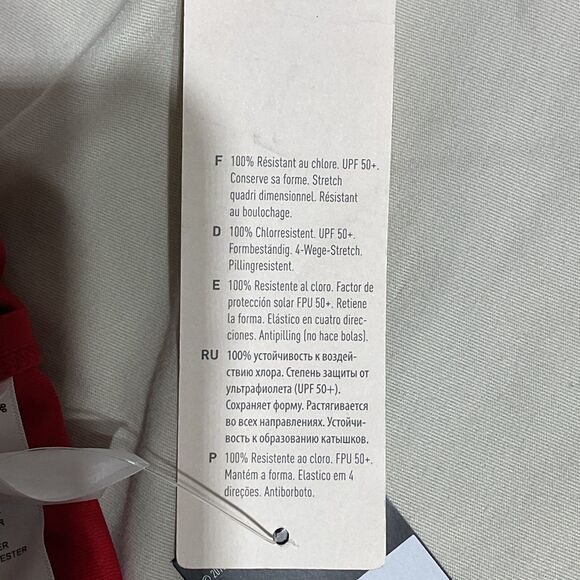 F 100% Résistant au chlore. UPF 50+.
Conserve sa forme. Stretch
quadri dimensionnel. Résistant
au boulochage.
D 100% Chlorresistent. UPF 50+.
Formbeständig. 4-Wege-Stretch.
Pillingresistent.
E 100% Resistente al cloro. Factor de
protección solar FPU 50+. Retiene
la forma. Elástico en cuatro direc-
ciones. Antipilling (no hace bolas).
RU 100% устойчивость к воздей-
ствию хлора. Степень защиты от
ультрафиолета (UPF 50+).
Сохраняет форму. Растягивается
во всех направлениях. Устойчи-
вость к образованию катышков.
P 100% Resistente ao cloro. FPU 50+.
Mantém a forma. Elastico em 4
direções. Antiborboto.